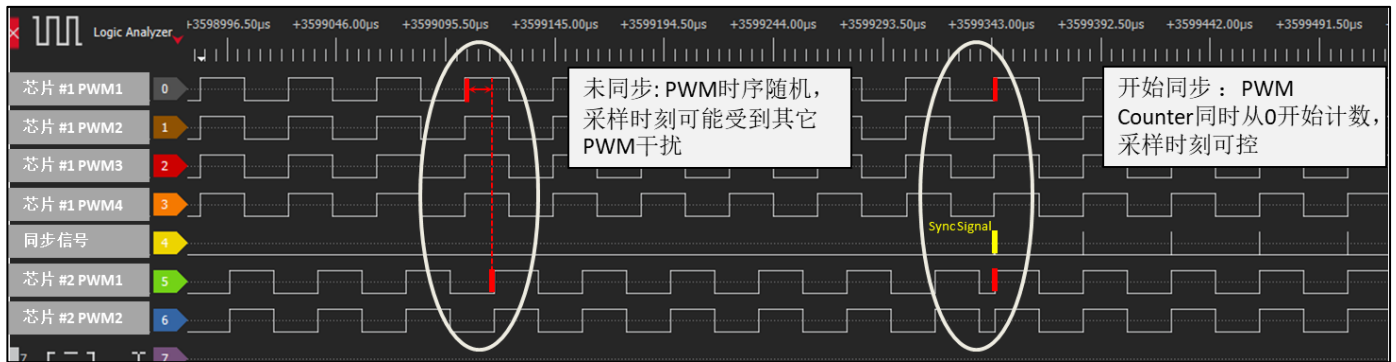 Logic Analyzer
+3598996.50µs +3599046.00µs +3599095.50µs +3599145.00µs +3599194.50µs +3599244.00µs +3599293.50µs +3599343.00µs +3599392.50µs +3599442.00µs +3599491.50µs
芯片 #1 PWM1 0
芯片 #1 PWM2 1
芯片 #1 PWM3 2
芯片 #1 PWM4 3
同步信号 4
芯片 #2 PWM1 5
芯片 #2 PWM2 6
7
未同步: PWM时序随机，
采样时刻可能受到其它
PWM干扰
开始同步 ：PWM
Counter同时从0开始计数，
采样时刻可控
Sync Signal